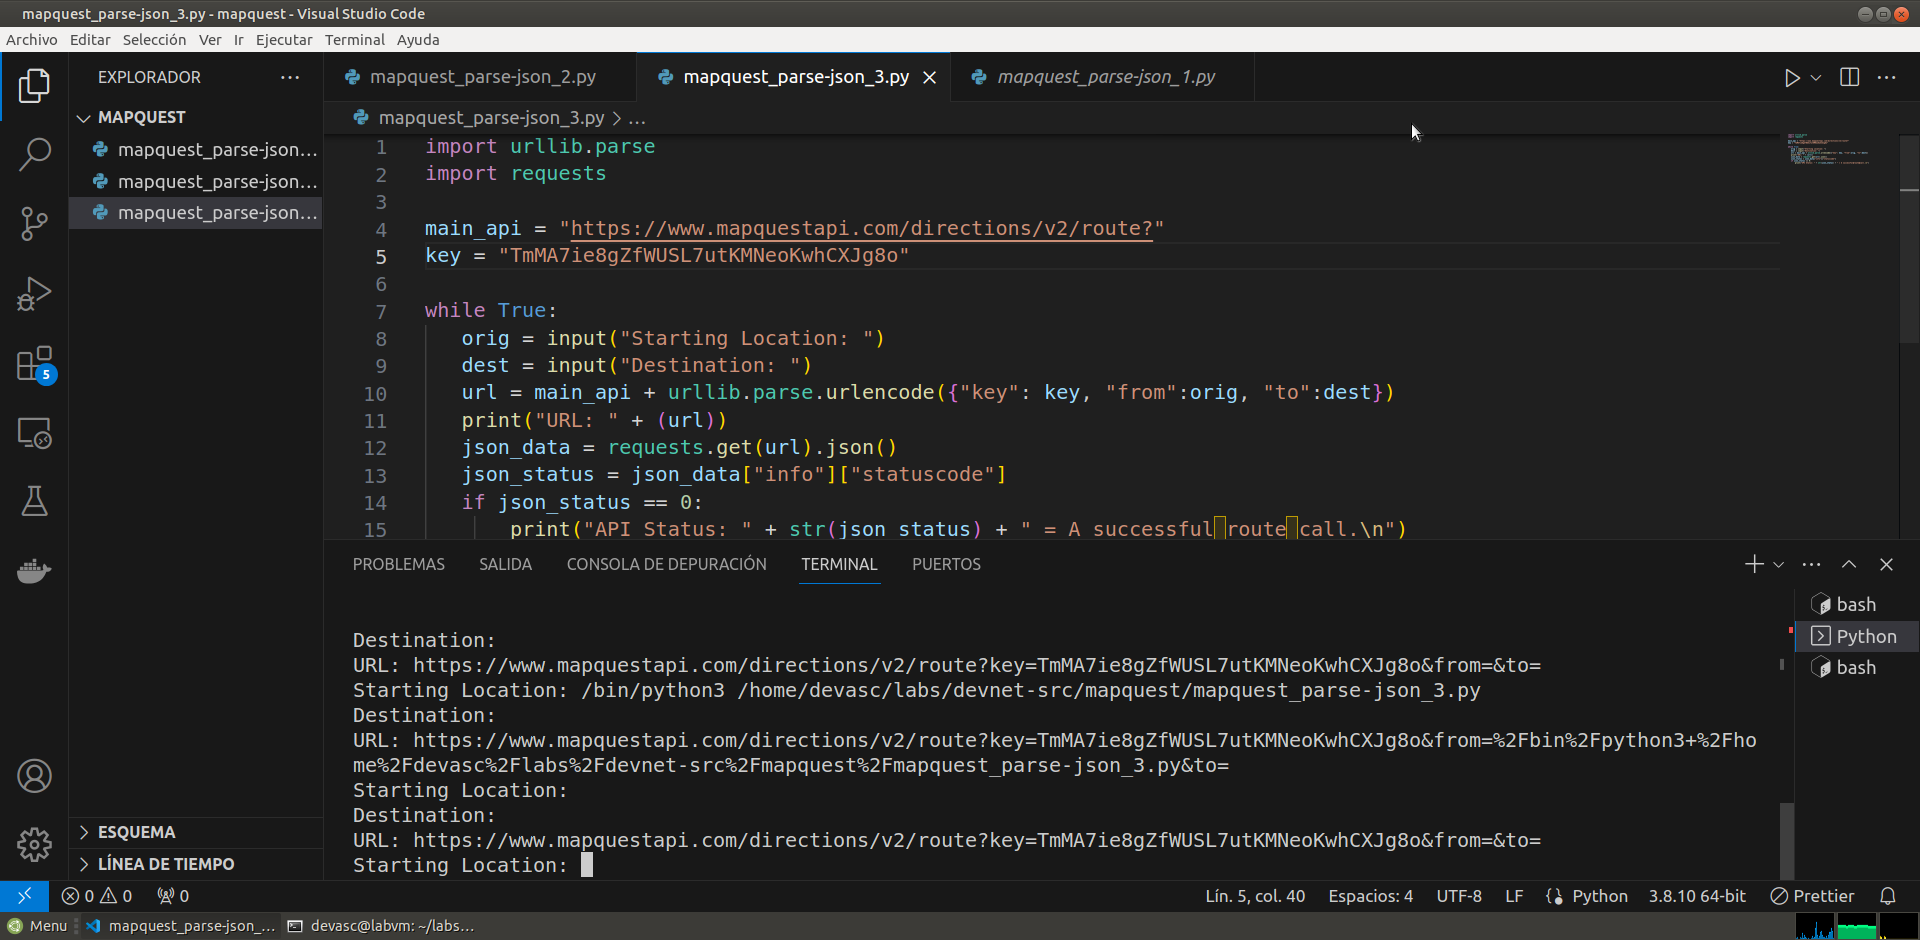 mapquest_parse-json_3.py - mapquest - Visual Studio Code
Archivo Editar Selección Ver Ir Ejecutar Terminal Ayuda
EXPLORADOR
MAPQUEST
mapquest_parse-json...
mapquest_parse-json...
mapquest_parse-json...
5
ESQUEMA
LÍNEA DE TIEMPO
mapquest_parse-json_2.py mapquest_parse-json_3.py mapquest_parse-json_1.py
mapquest_parse-json_3.py > ...
1 import urllib.parse
2 import requests
3
4 main_api = "https://www.mapquestapi.com/directions/v2/route?"
5 key = "TmMA7ie8gZfWUSL7utKMNeoKwhCXJg8o"
6
7 while True:
8 orig = input("Starting Location: ")
9 dest = input("Destination: ")
10 url = main_api + urllib.parse.urlencode({"key": key, "from":orig, "to":dest})
11 print("URL: " + (url))
12 json_data = requests.get(url).json()
13 json_status = json_data["info"]["statuscode"]
14 if json_status == 0:
15 print("API Status: " + str(json_status) + " = A successful route call.\n")
PROBLEMAS SALIDA CONSOLA DE DEPURACIÓN TERMINAL PUERTOS
bash
Python
bash
Destination:
URL: https://www.mapquestapi.com/directions/v2/route?key=TmMA7ie8gZfWUSL7utKMNeoKwhCXJg8o&from=&to=
Starting Location: /bin/python3 /home/devasc/labs/devnet-src/mapquest/mapquest_parse-json_3.py
Destination:
URL: https://www.mapquestapi.com/directions/v2/route?key=TmMA7ie8gZfWUSL7utKMNeoKwhCXJg8o&from=%2Fbin%2Fpython3+%2Fho
me%2Fdevasc%2Flabs%2Fdevnet-src%2Fmapquest%2Fmapquest_parse-json_3.py&to=
Starting Location:
Destination:
URL: https://www.mapquestapi.com/directions/v2/route?key=TmMA7ie8gZfWUSL7utKMNeoKwhCXJg8o&from=&to=
Starting Location:
0 0 0 Lín. 5, col. 40 Espacios: 4 UTF-8 LF Python 3.8.10 64-bit Prettier
Menu mapquest_parse-json_... devasc@labvm: ~/labs...